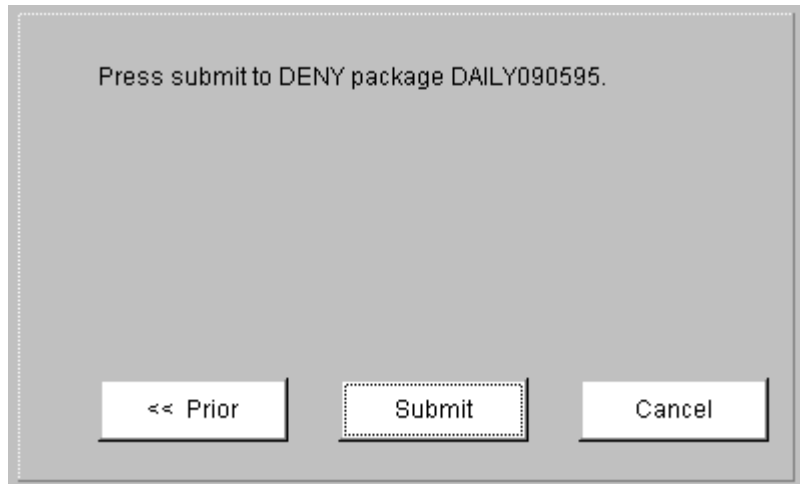 Press submit to DENY package DAILY090595.
<< Prior
Submit
Cancel